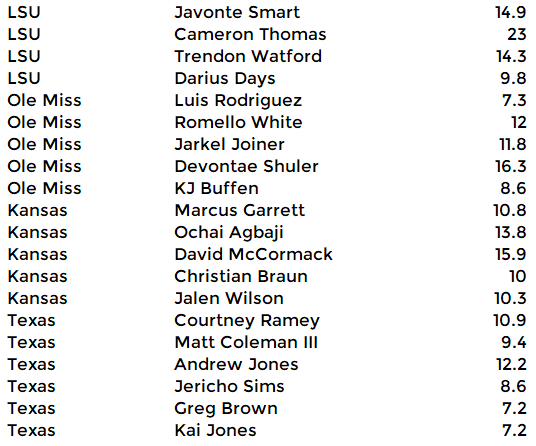 LSU Javonte Smart 14.9
LSU Cameron Thomas 23
LSU Trendon Watford 14.3
LSU Darius Days 9.8
Ole Miss Luis Rodriguez 7.3
Ole Miss Romello White 12
Ole Miss Jarkel Joiner 11.8
Ole Miss Devontae Shuler 16.3
Ole Miss KJ Buffen 8.6
Kansas Marcus Garrett 10.8
Kansas Ochai Agbaji 13.8
Kansas David McCormack 15.9
Kansas Christian Braun 10
Kansas Jalen Wilson 10.3
Texas Courtney Ramey 10.9
Texas Matt Coleman III 9.4
Texas Andrew Jones 12.2
Texas Jericho Sims 8.6
Texas Greg Brown 7.2
Texas Kai Jones 7.2